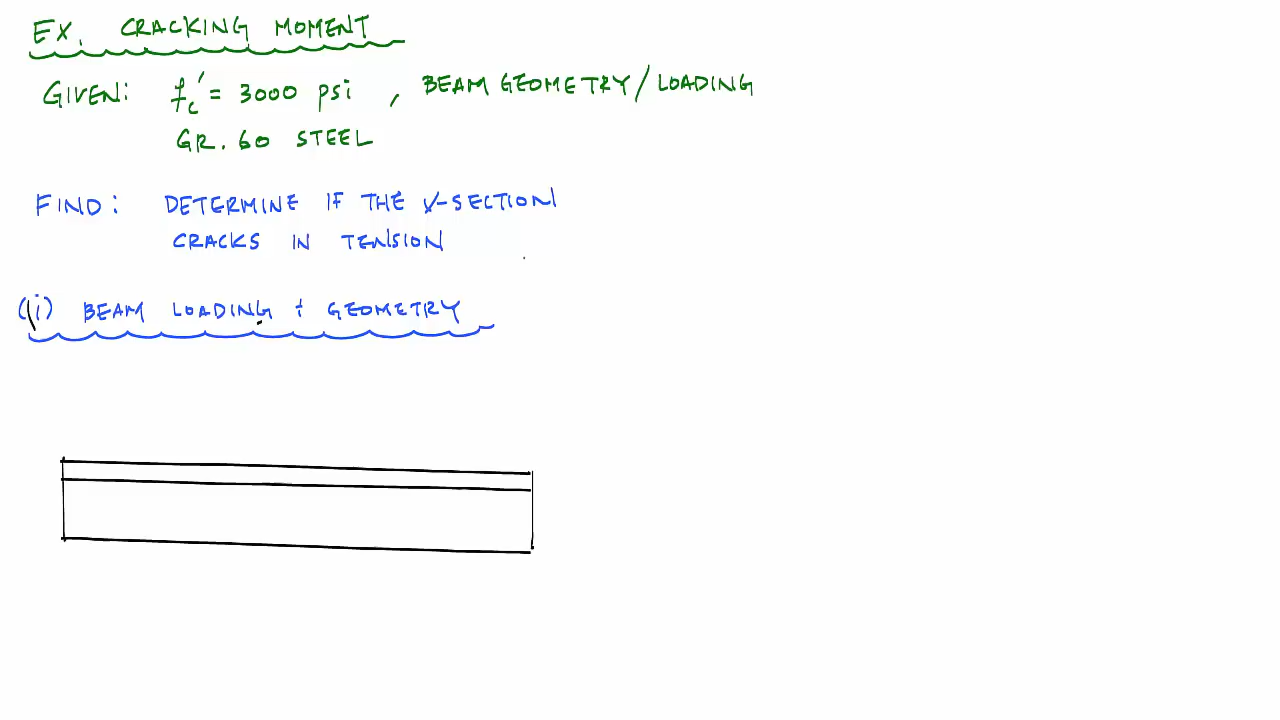 EX. CRACKING MOMENT
GIVEN: fc' = 3000 psi , BEAM GEOMETRY/LOADING
GR. 60 STEEL
FIND: DETERMINE IF THE X-SECTION
CRACKS IN TENSION
(i) BEAM LOADING + GEOMETRY